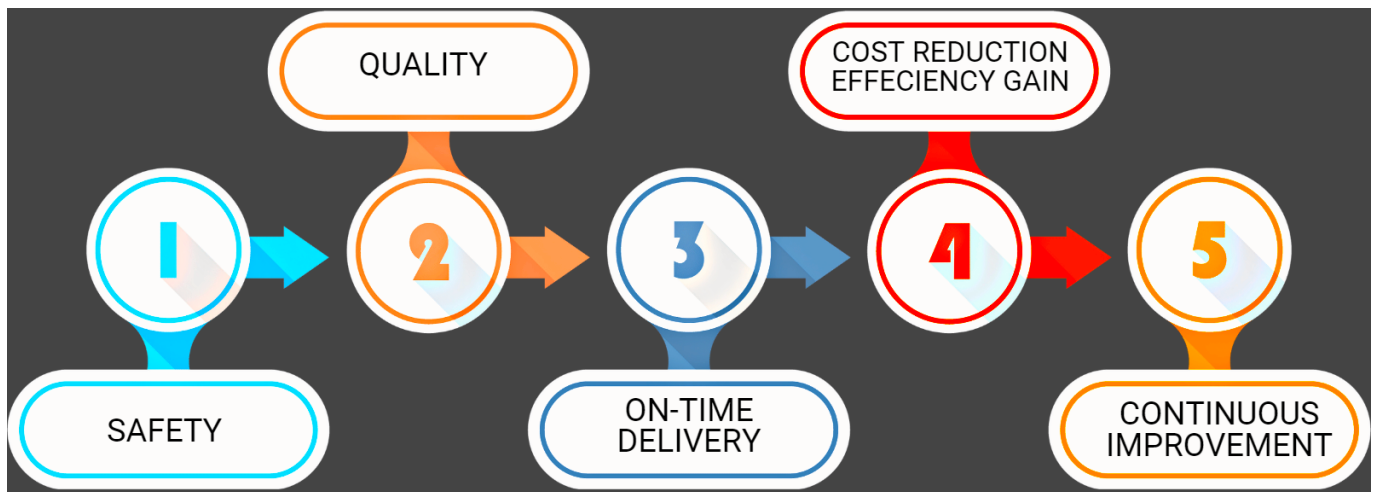 1
SAFETY
QUALITY
2
3
ON-TIME
DELIVERY
COST REDUCTION
EFFECIENCY GAIN
4
5
CONTINUOUS
IMPROVEMENT